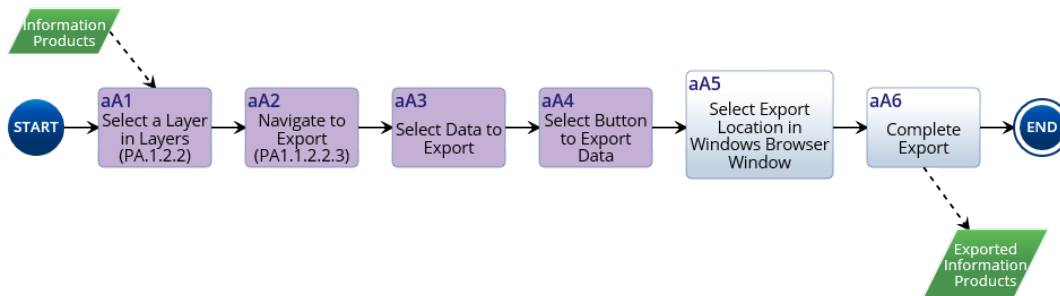 Information
Products
START
aA1
Select a Layer
in Layers
(PA.1.2.2)
aA2
Navigate to
Export
(PA1.1.2.2.3)
aA3
Select Data to
Export
aA4
Select Button
to Export
Data
aA5
Select Export
Location in
Windows Browser
Window
aA6
Complete
Export
END
Exported
Information
Products